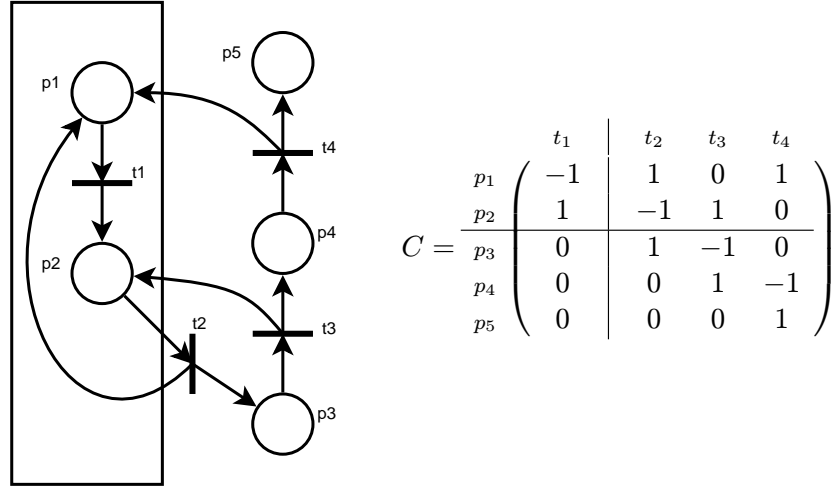 p5
p1
t4
t1
p4
p2
t2
t3
p3
t1 t2 t3 t4
p1 −1 1 0 1
p2 1 −1 1 0
C = p3 0 1 −1 0
p4 0 0 1 −1
p5 0 0 0 1